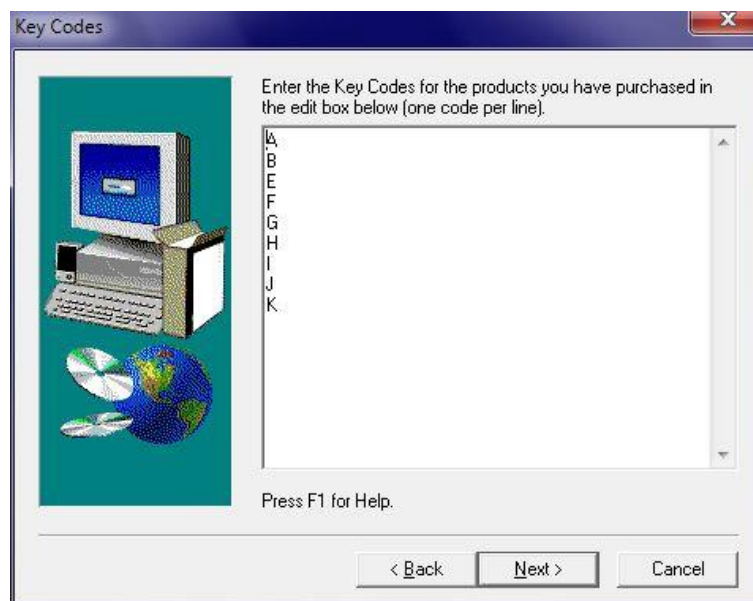 Key Codes
Enter the Key Codes for the products you have purchased in
the edit box below (one code per line).
A
B
E
F
G
H
I
J
K
Press F1 for Help.
< Back
Next >
Cancel